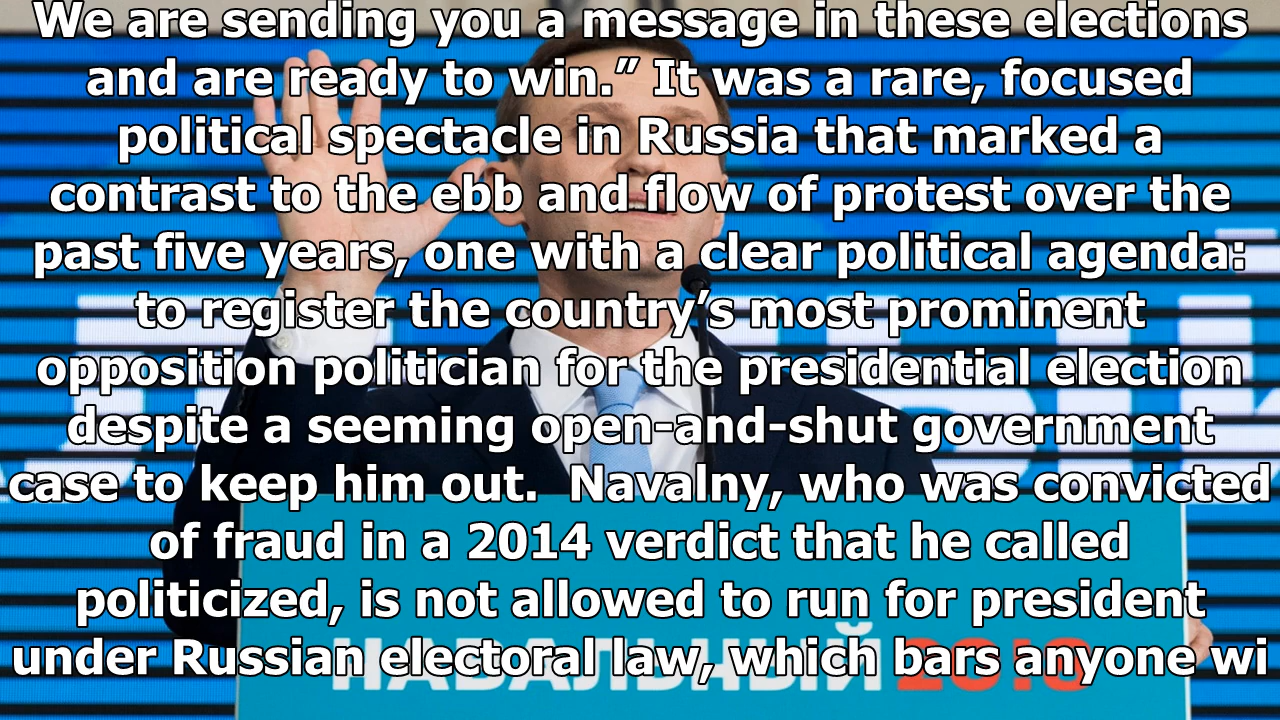 We are sending you a message in these elections
and are ready to win.” It was a rare, focused
political spectacle in Russia that marked a
contrast to the ebb and flow of protest over the
past five years, one with a clear political agenda:
to register the country’s most prominent
opposition politician for the presidential election
despite a seeming open-and-shut government
case to keep him out.  Navalny, who was convicted
of fraud in a 2014 verdict that he called
politicized, is not allowed to run for president
under Russian electoral law, which bars anyone wi
НАВАЛЬНЫЙ 2018